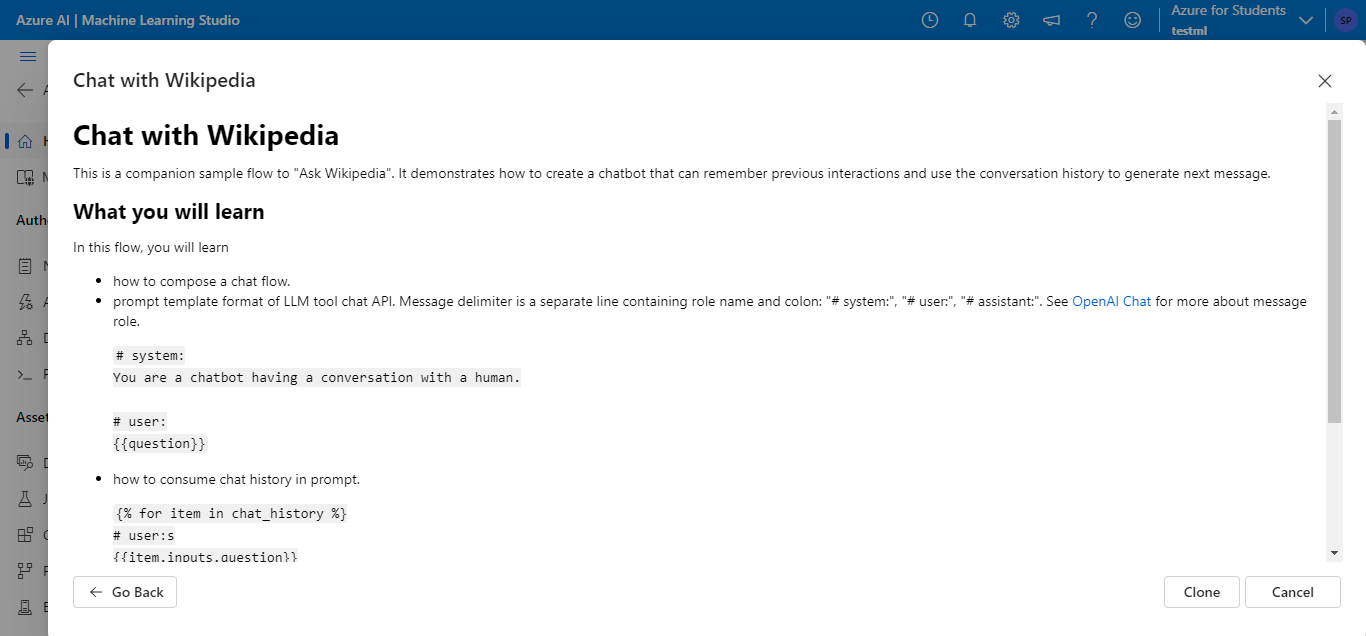 Azure AI | Machine Learning Studio
Azure for Students
testml
SP
Chat with Wikipedia
Chat with Wikipedia
This is a companion sample flow to "Ask Wikipedia". It demonstrates how to create a chatbot that can remember previous interactions and use the conversation history to generate next message.
What you will learn
In this flow, you will learn
how to compose a chat flow.
prompt template format of LLM tool chat API. Message delimiter is a separate line containing role name and colon: "# system:", "# user:", "# assistant:". See OpenAI Chat for more about message
role.
# system:
You are a chatbot having a conversation with a human.
# user:
{{question}}
how to consume chat history in prompt.
{% for item in chat_history %}
# user:s
{{item.inputs.question}}
Go Back
Clone
Cancel